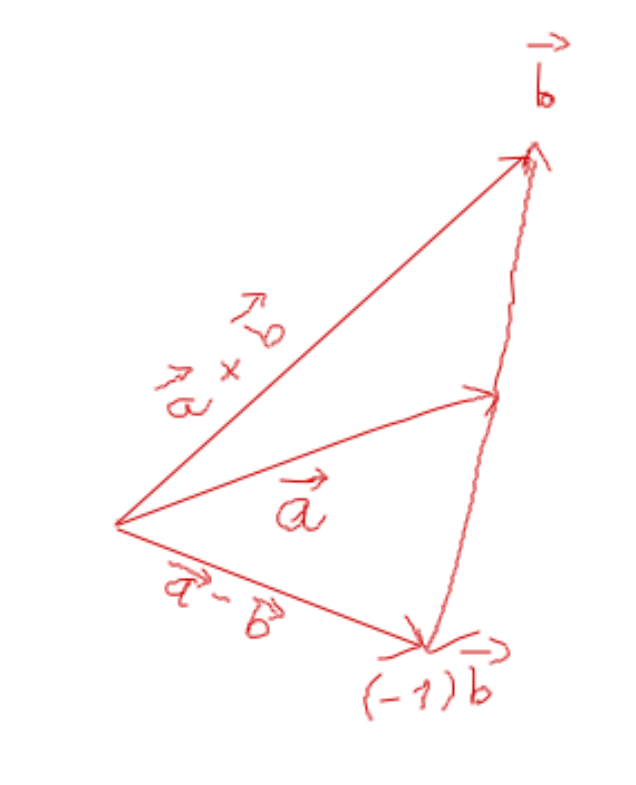 b⃗
a⃗ × b⃗
a⃗
a⃗ - b⃗
(-1) b⃗